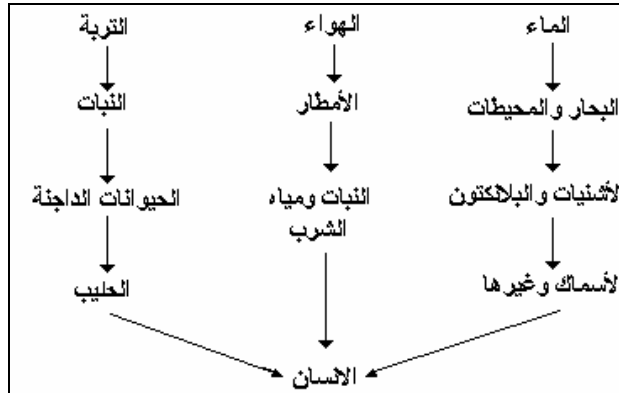 الماء
الهواء
التربة
البحار والمحيطات
الأمطار
النبات
لأشنيات والبلانكتون
النبات ومياه
الشرب
الحيوانات الداجنة
لأسماك وغيرها
الحليب
الانسان